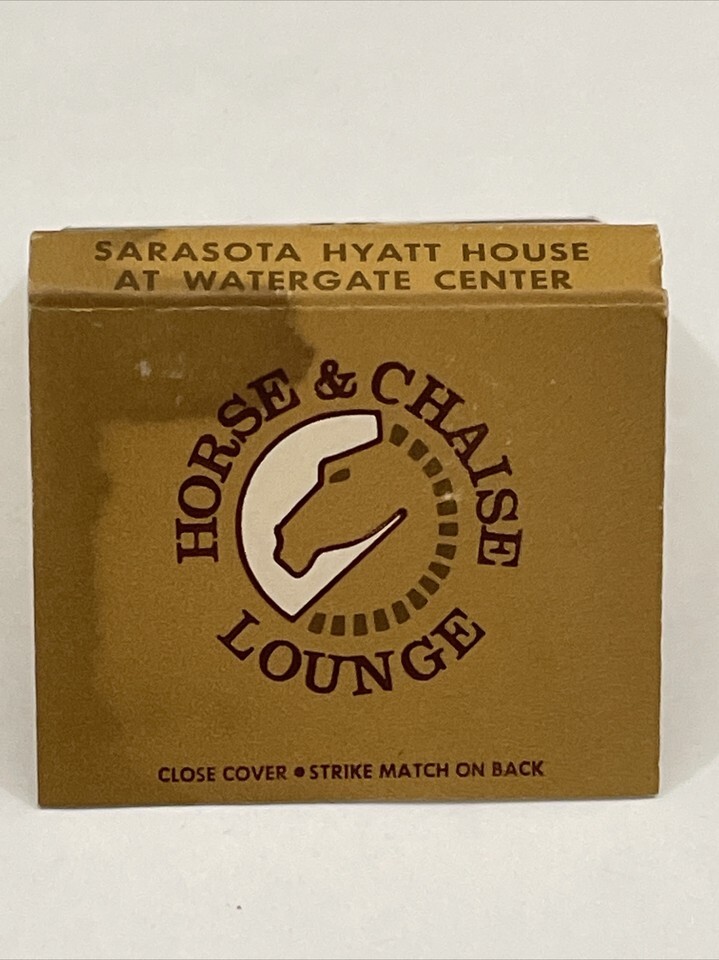 SARASOTA HYATT HOUSE
AT WATERGATE CENTER
HORSE & CHAISE
LOUNGE
CLOSE COVER • STRIKE MATCH ON BACK